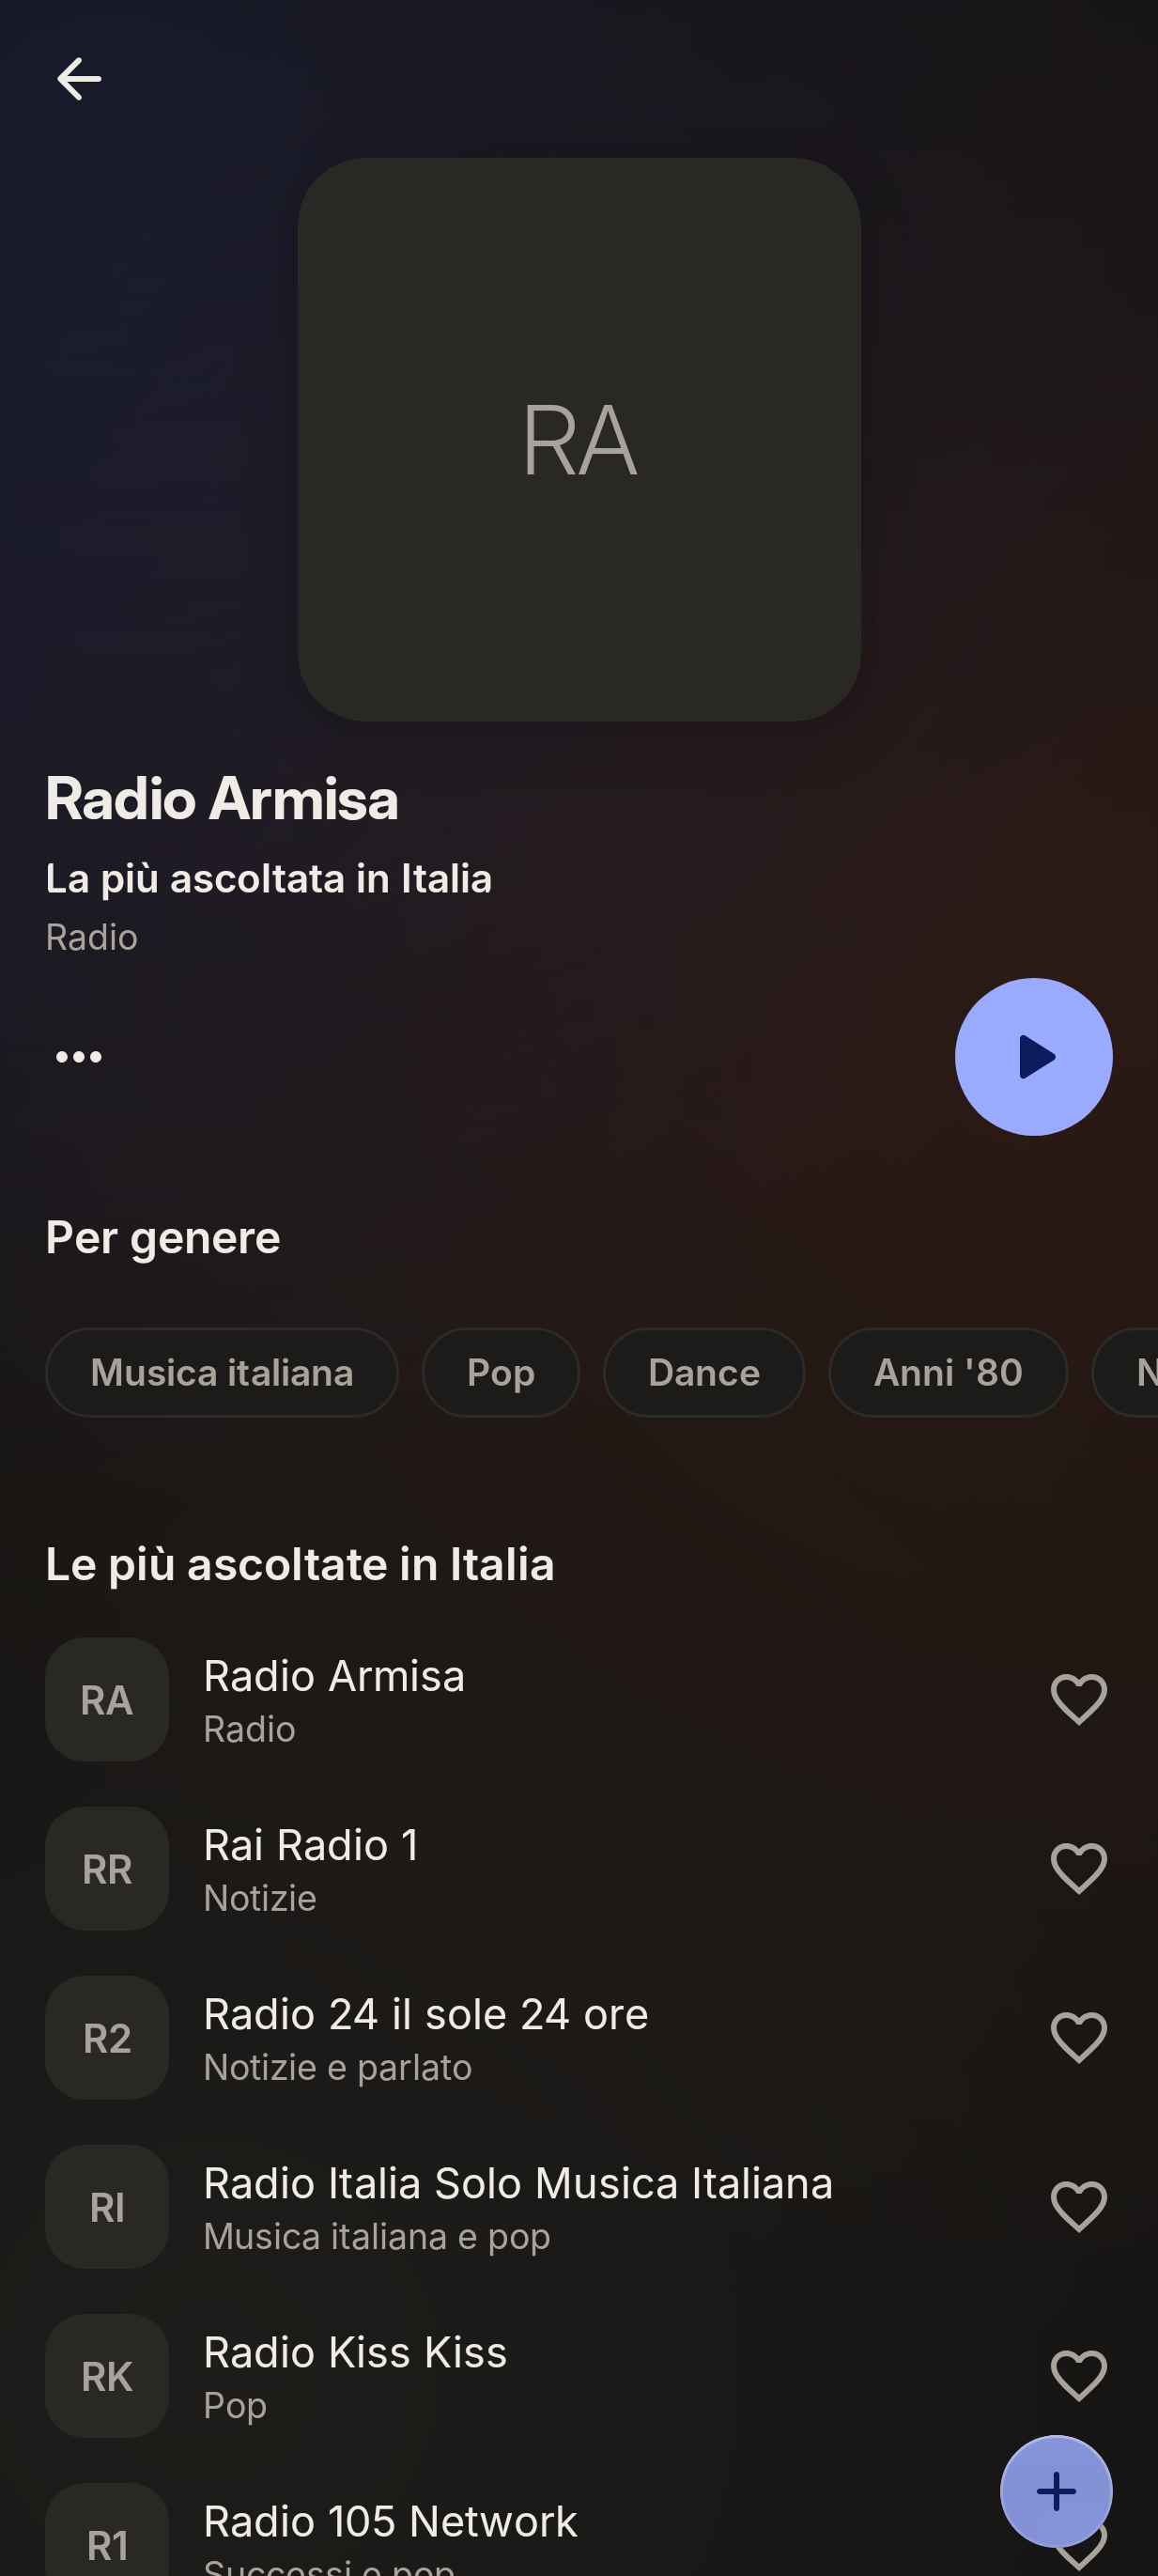 RA
Radio Armisa
La più ascoltata in Italia
Radio
Per genere
Musica italiana
Pop
Dance
Anni '80
Le più ascoltate in Italia
RA
Radio Armisa
Radio
RR
Rai Radio 1
Notizie
R2
Radio 24 il sole 24 ore
Notizie e parlato
RI
Radio Italia Solo Musica Italiana
Musica italiana e pop
RK
Radio Kiss Kiss
Pop
R1
Radio 105 Network
Successi e pop